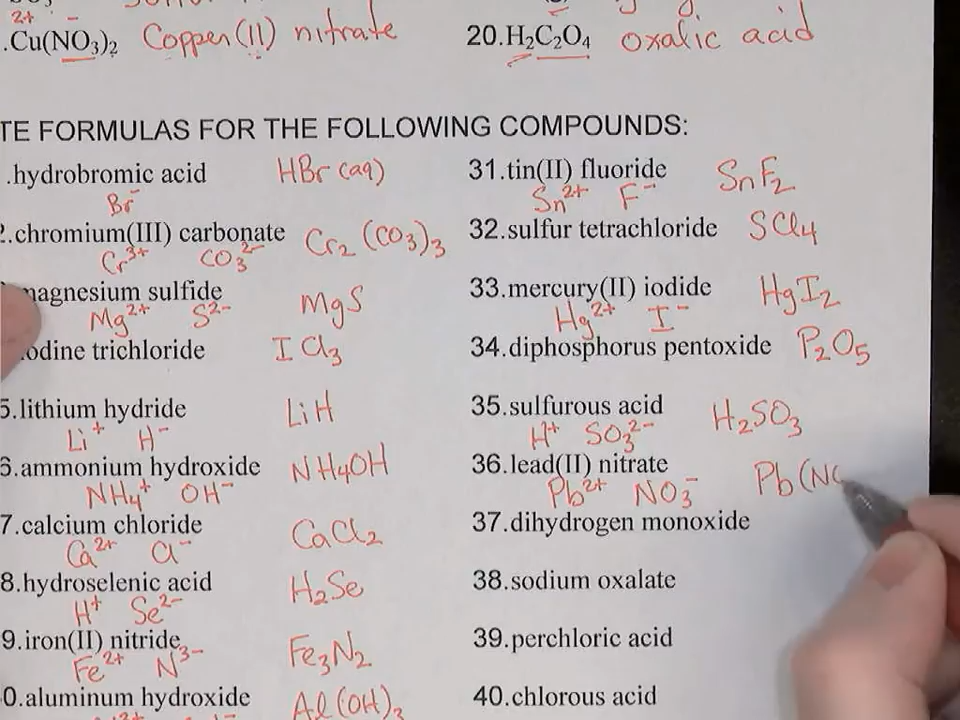 2+ -
.Cu(NO3)2 Copper(II) nitrate
20.H2C2O4 oxalic acid
TE FORMULAS FOR THE FOLLOWING COMPOUNDS:
.hydrobromic acid HBr (aq)
Br-
2.chromium(III) carbonate Cr2(CO3)3
Cr3+ CO3 2-
magnesium sulfide MgS
Mg2+ S2-
iodine trichloride ICl3
5.lithium hydride LiH
Li+ H-
6.ammonium hydroxide NH4OH
NH4+ OH-
7.calcium chloride CaCl2
Ca2+ Cl-
8.hydroselenic acid H2Se
H+ Se2-
9.iron(II) nitride Fe3N2
Fe2+ N3-
0.aluminum hydroxide Al(OH)3
31.tin(II) fluoride SnF2
Sn2+ F-
32.sulfur tetrachloride SCl4
33.mercury(II) iodide HgI2
Hg2+ I-
34.diphosphorus pentoxide P2O5
35.sulfurous acid H2SO3
H+ SO3 2-
36.lead(II) nitrate Pb(NO
Pb2+ NO3-
37.dihydrogen monoxide
38.sodium oxalate
39.perchloric acid
40.chlorous acid